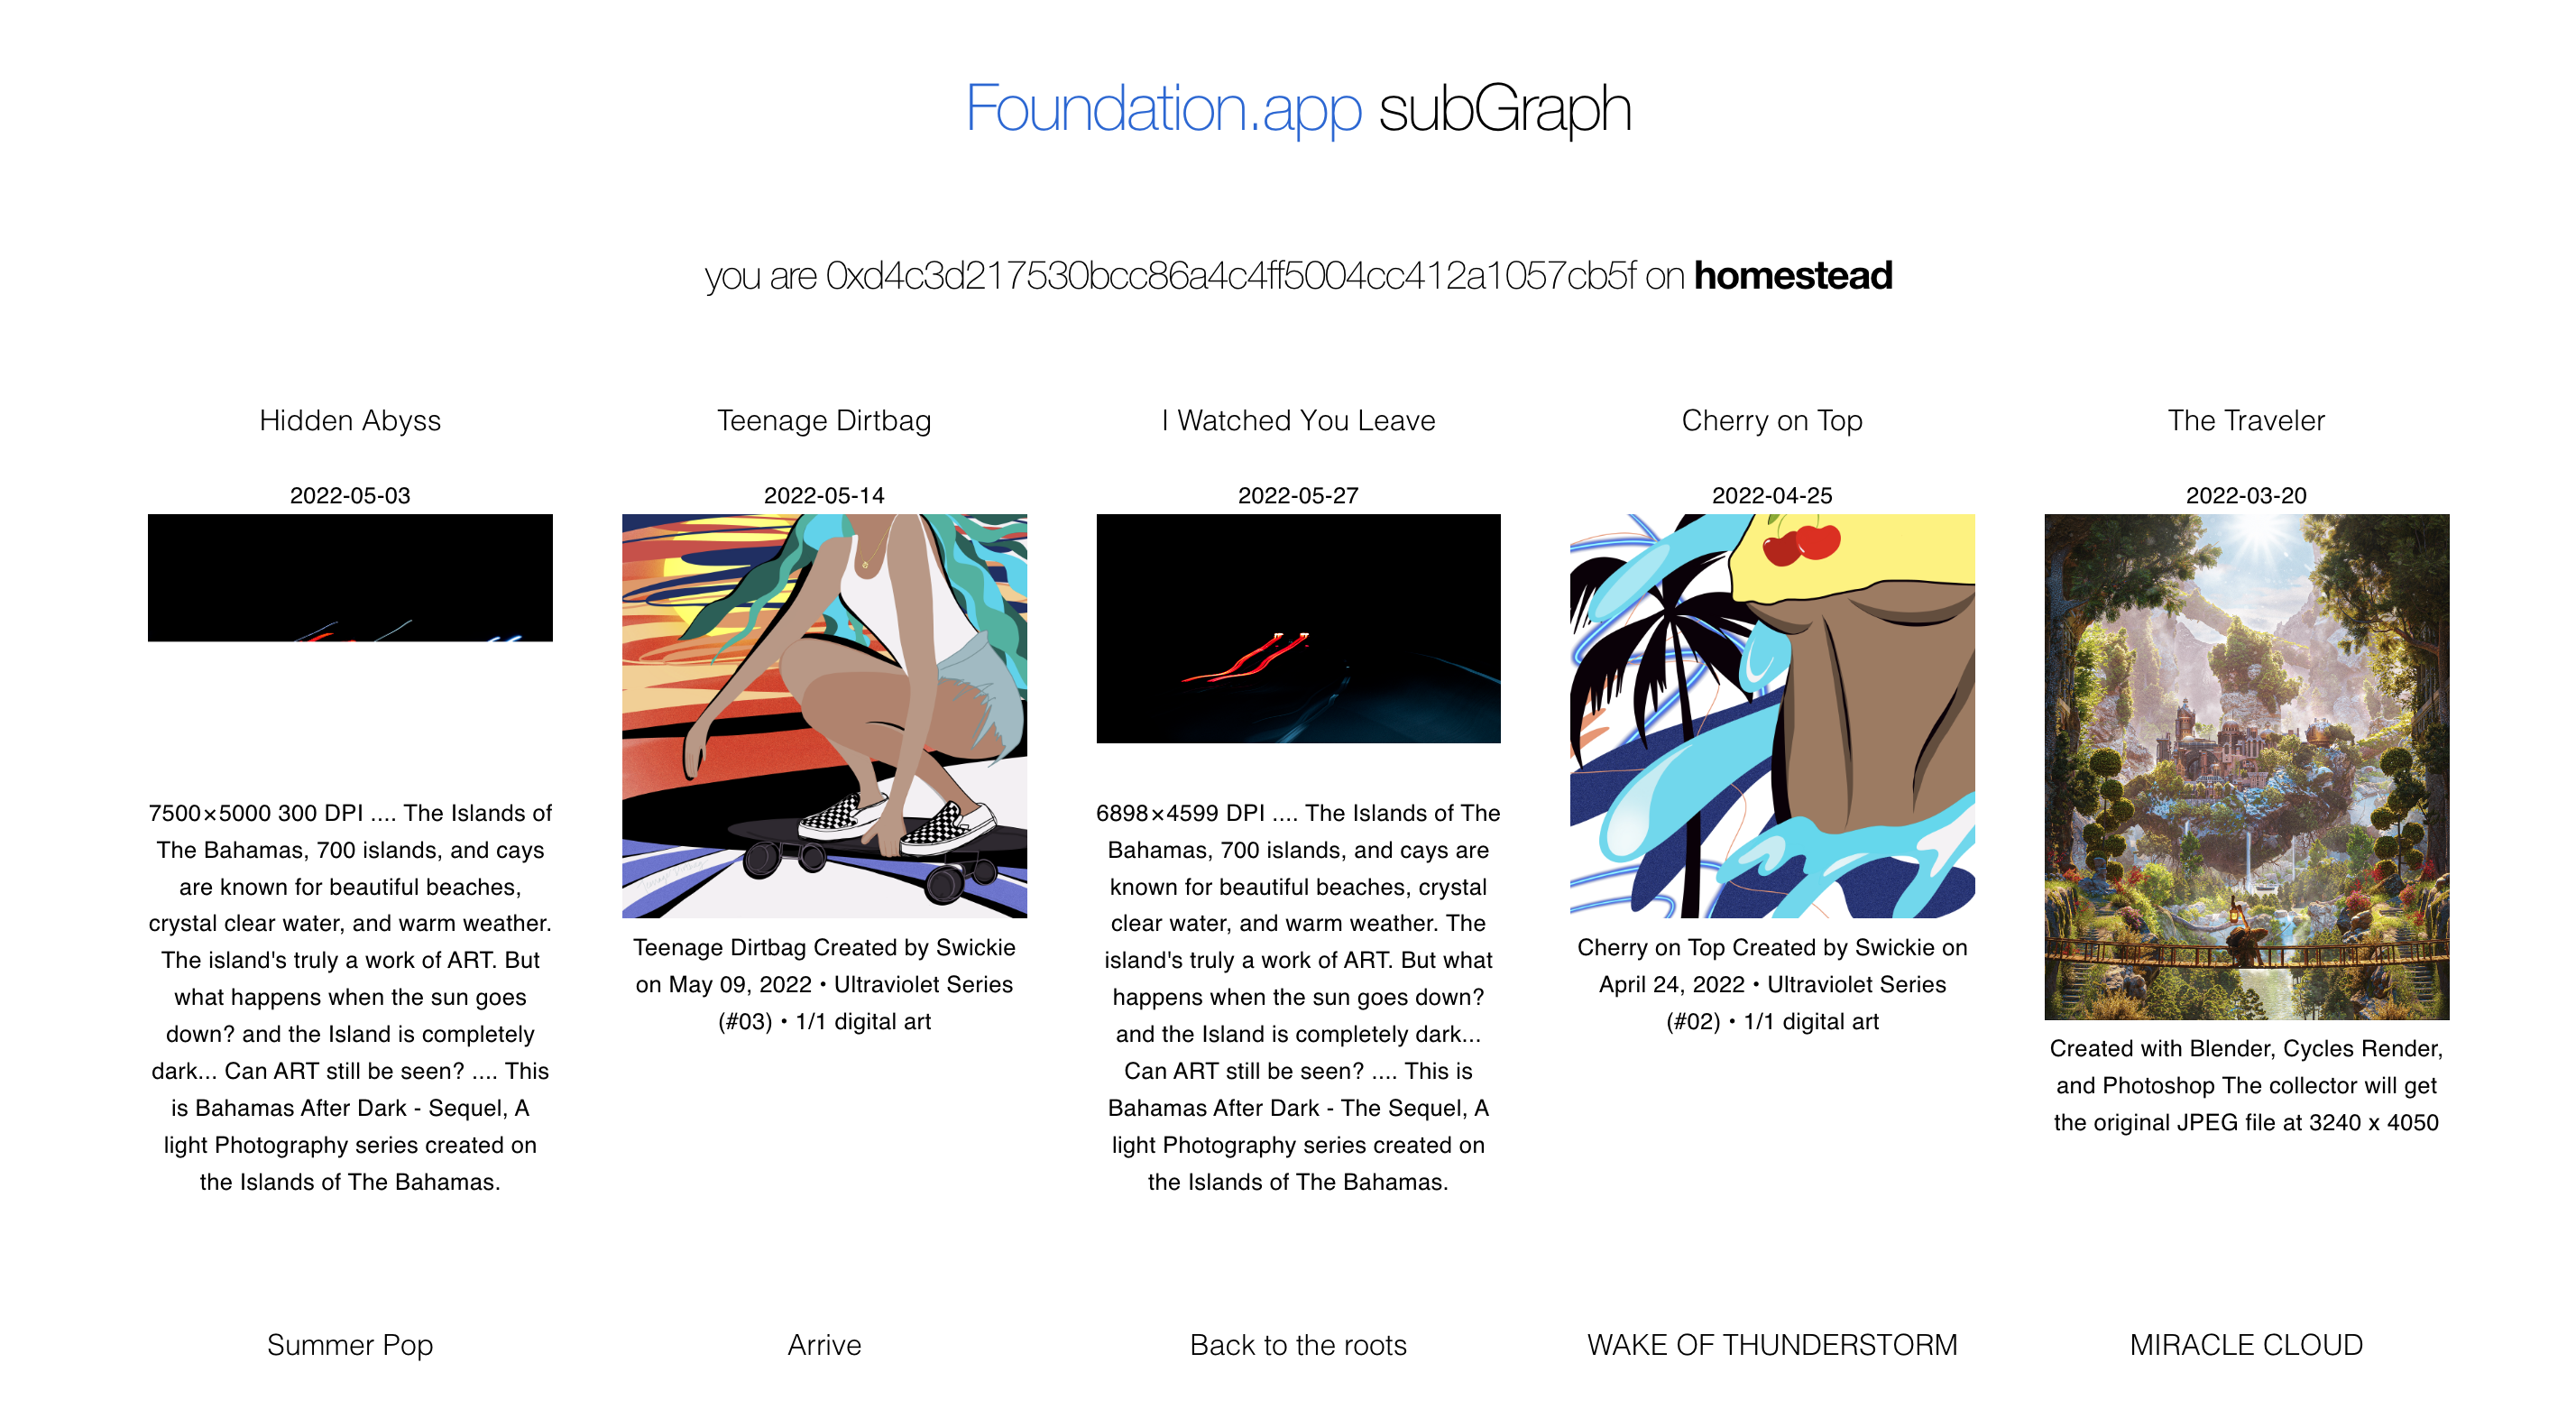 Foundation.app subGraph
you are 0xd4c3d217530bcc86a4c4ff5004cc412a1057cb5f on homestead
Hidden Abyss
2022-05-03
7500×5000 300 DPI .... The Islands of
The Bahamas, 700 islands, and cays
are known for beautiful beaches,
crystal clear water, and warm weather.
The island's truly a work of ART. But
what happens when the sun goes
down? and the Island is completely
dark... Can ART still be seen? .... This
is Bahamas After Dark - Sequel, A
light Photography series created on
the Islands of The Bahamas.
Teenage Dirtbag
2022-05-14
Teenage Dirtbag Created by Swickie
on May 09, 2022 • Ultraviolet Series
(#03) • 1/1 digital art
I Watched You Leave
2022-05-27
6898×4599 DPI .... The Islands of The
Bahamas, 700 islands, and cays are
known for beautiful beaches, crystal
clear water, and warm weather. The
island's truly a work of ART. But what
happens when the sun goes down?
and the Island is completely dark...
Can ART still be seen? .... This is
Bahamas After Dark - The Sequel, A
light Photography series created on
the Islands of The Bahamas.
Cherry on Top
2022-04-25
Cherry on Top Created by Swickie on
April 24, 2022 • Ultraviolet Series
(#02) • 1/1 digital art
The Traveler
2022-03-20
Created with Blender, Cycles Render,
and Photoshop The collector will get
the original JPEG file at 3240 x 4050
Summer Pop
Arrive
Back to the roots
WAKE OF THUNDERSTORM
MIRACLE CLOUD